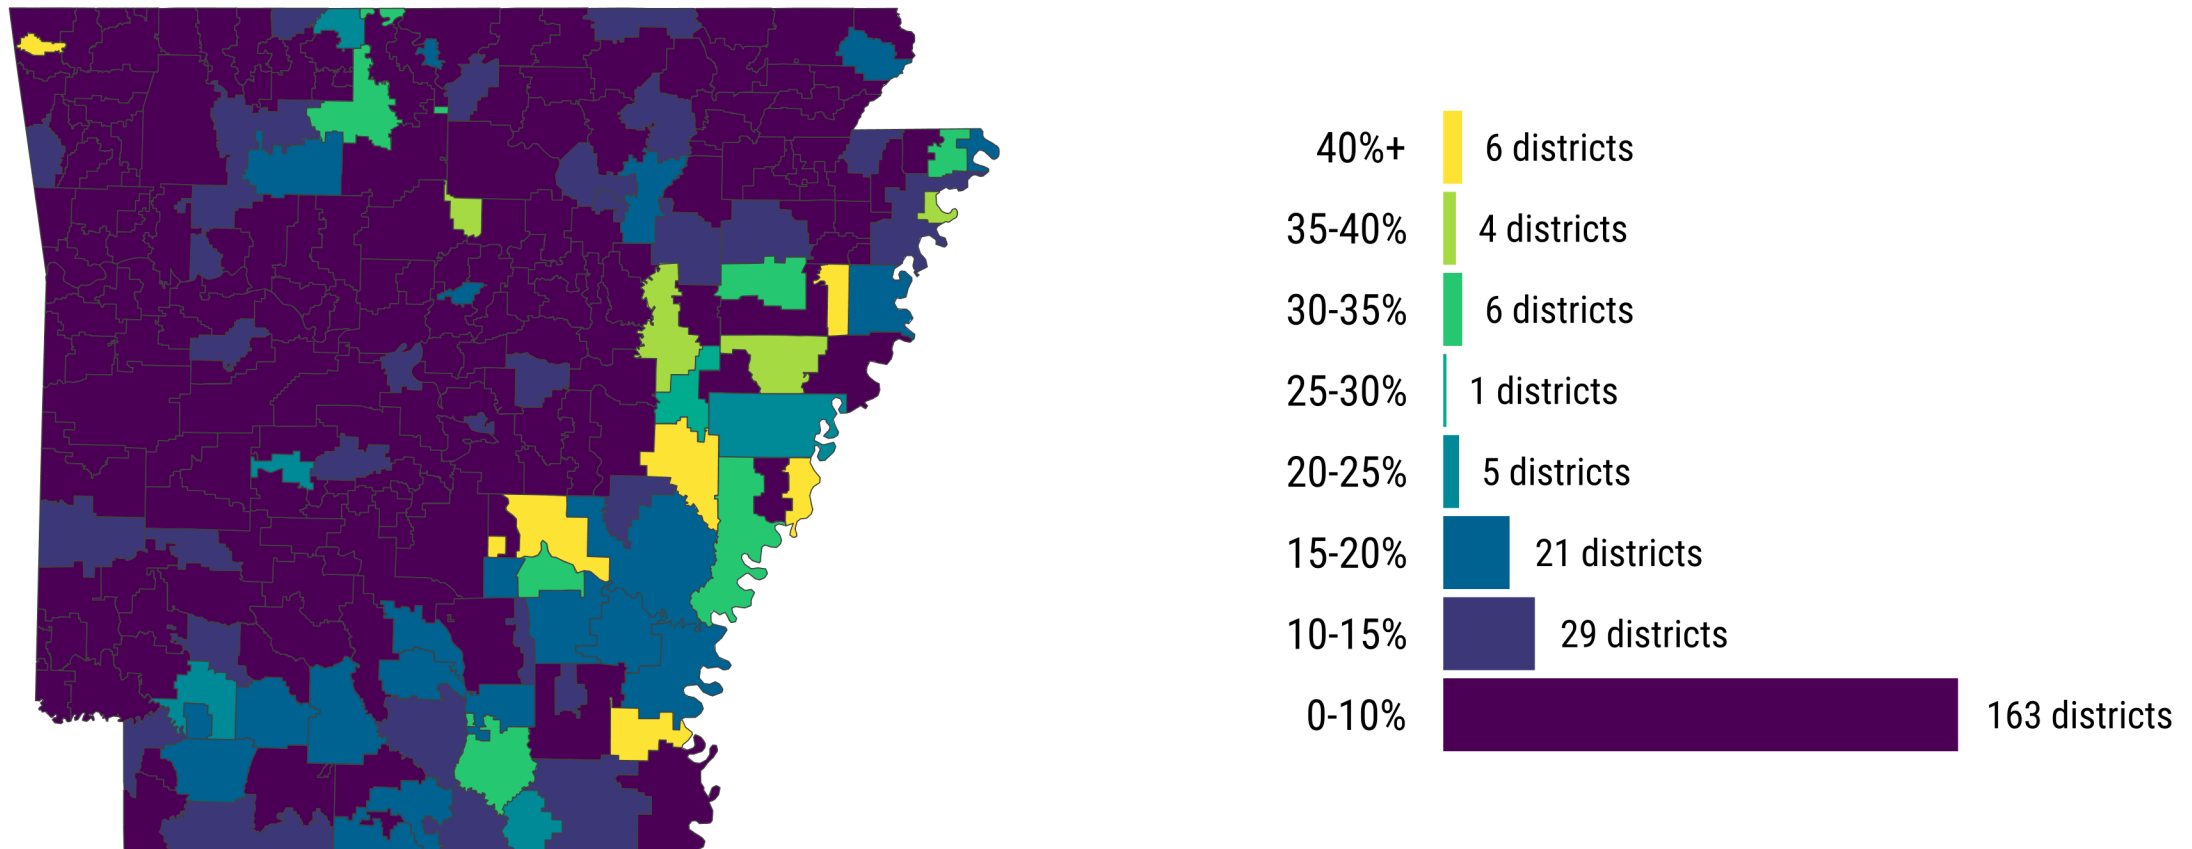 40%+ 6 districts
35-40% 4 districts
30-35% 6 districts
25-30% 1 districts
20-25% 5 districts
15-20% 21 districts
10-15% 29 districts
0-10% 163 districts